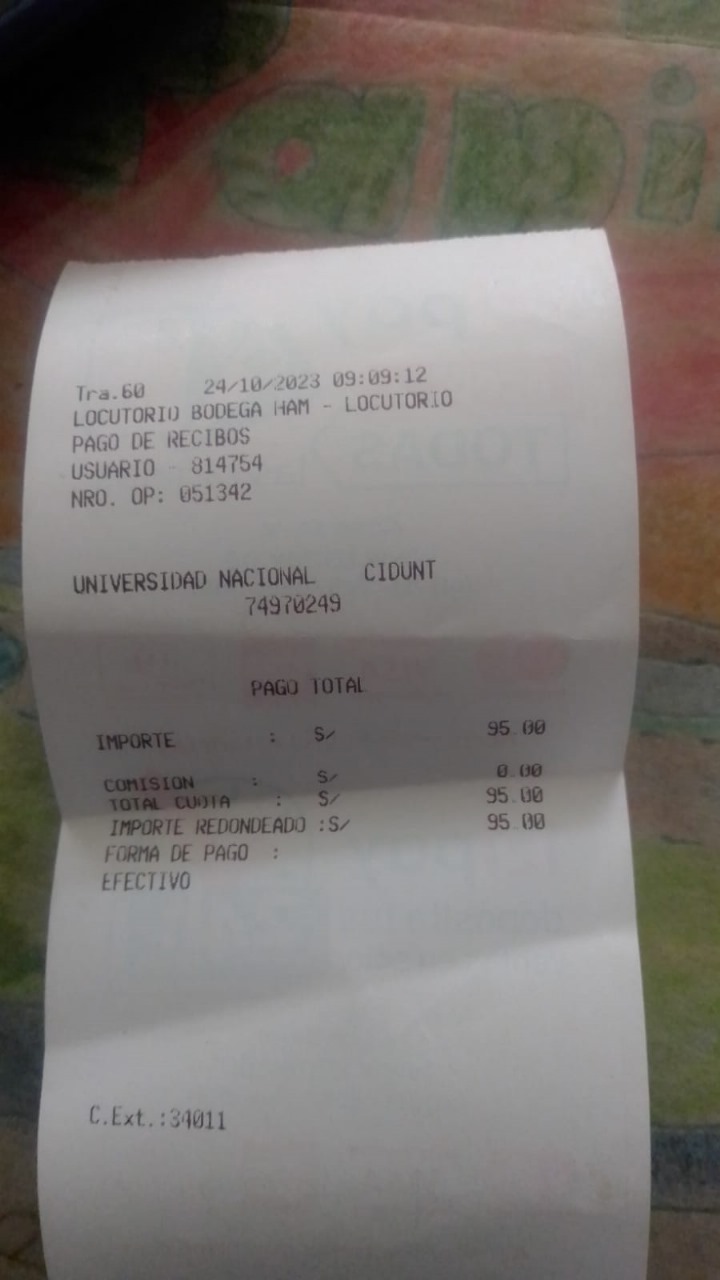 Tra.60 24/10/2023 09:09:12
LOCUTORIO BODEGA HAM - LOCUTORIO
PAGO DE RECIBOS
USUARIO - 814754
NRO. OP: 051342
UNIVERSIDAD NACIONAL CIDUNT
74970249
PAGO TOTAL
IMPORTE : S/ 95.00
COMISION : S/ 0.00
TOTAL CUOTA : S/ 95.00
IMPORTE REDONDEADO :S/ 95.00
FORMA DE PAGO :
EFECTIVO
C.Ext.:34011